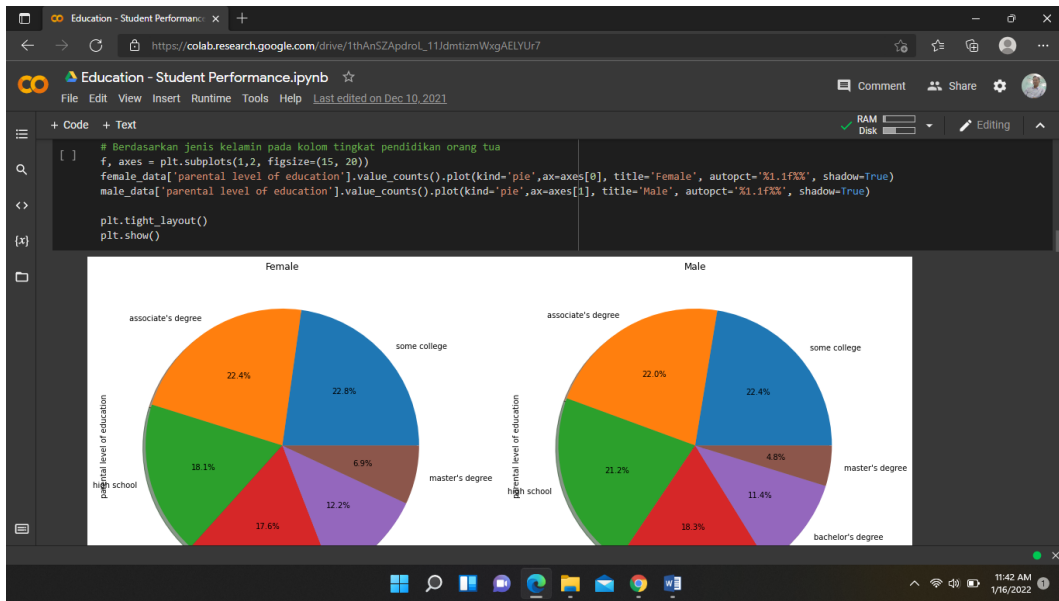 Education - Student Performanc
https://colab.research.google.com/drive/1thAnSZApdroL_11JdmtizmWxgAELYUr7
Education - Student Performance.ipynb
Comment
Share
File Edit View Insert Runtime Tools Help Last edited on Dec 10, 2021
+ Code + Text
RAM
Disk
Editing
[ ]
# Berdasarkan jenis kelamin pada kolom tingkat pendidikan orang tua
f, axes = plt.subplots(1,2, figsize=(15, 20))
female_data['parental level of education'].value_counts().plot(kind='pie',ax=axes[0], title='Female', autopct='%1.1f%%', shadow=True)
male_data['parental level of education'].value_counts().plot(kind='pie',ax=axes[1], title='Male', autopct='%1.1f%%', shadow=True)
plt.tight_layout()
plt.show()
{x}
Female
associate's degree
some college
22.4%
22.8%
parental level of education
18.1%
6.9%
high school
master's degree
12.2%
17.6%
Male
associate's degree
some college
22.0%
22.4%
parental level of education
21.2%
4.8%
high school
master's degree
11.4%
18.3%
bachelor's degree
11:42 AM
1/16/2022
1